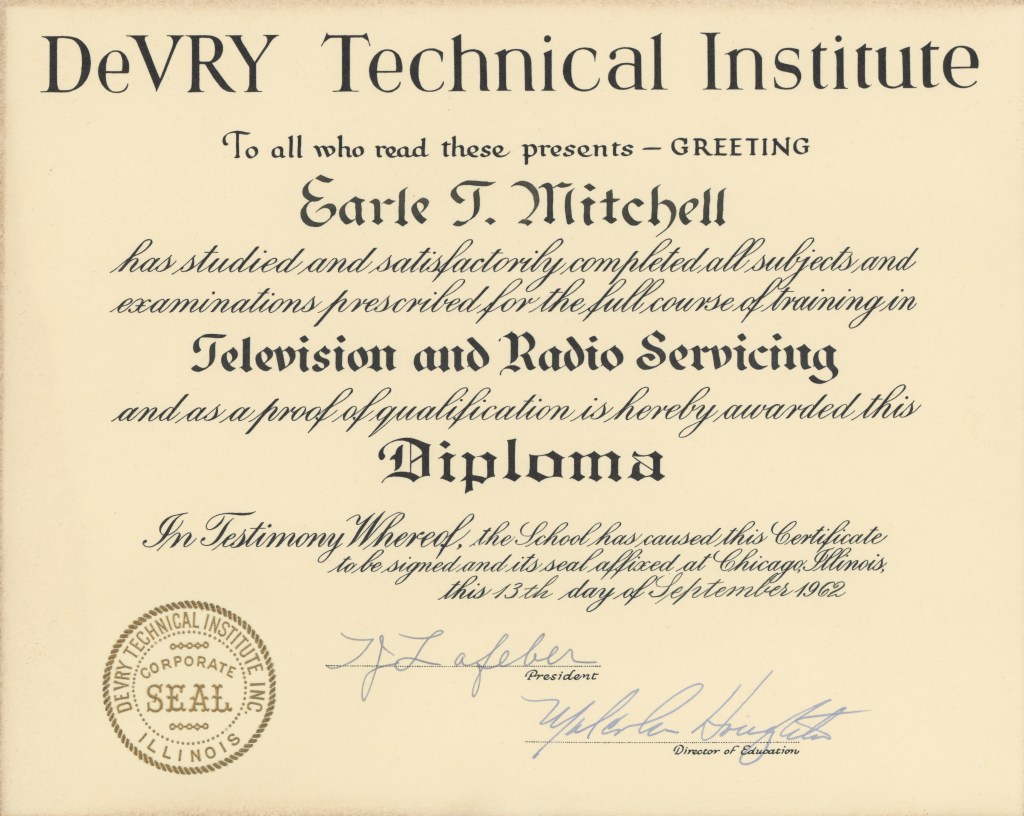 DeVRY Technical Institute
To all who read these presents — GREETING
Earle T. Mitchell
has studied and satisfactorily completed all subjects and
examinations prescribed for the full course of training in
Television and Radio Servicing
and as a proof of qualification is hereby awarded this
Diploma
In Testimony Whereof, the School has caused this Certificate
to be signed and its seal affixed at Chicago, Illinois,
this 13th day of September 1962
DEVRY TECHNICAL INSTITUTE INC.
CORPORATE
SEAL
ILLINOIS
Lafeber
President
Director of Education